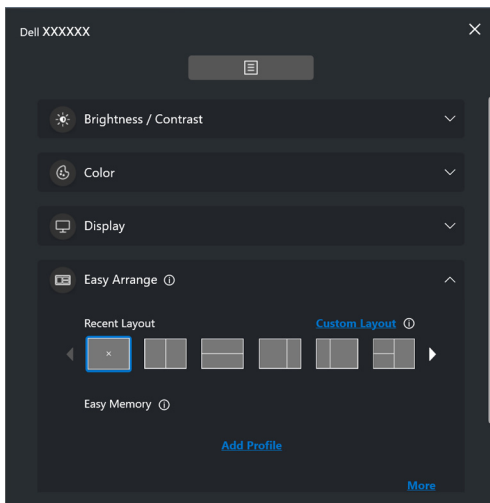 Dell XXXXXX
Brightness / Contrast
Color
Display
Easy Arrange
Recent Layout Custom Layout
Easy Memory
Add Profile
More